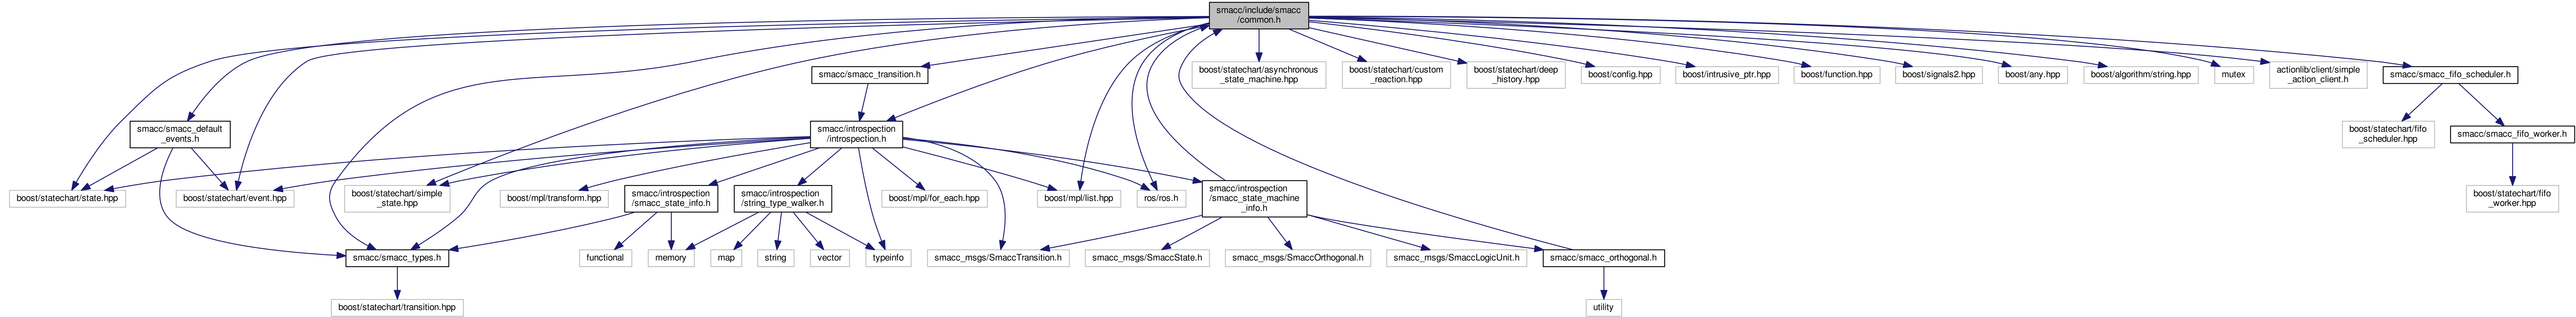 smacc/include/smacc
/common.h
smacc/smacc_transition.h
boost/statechart/asynchronous
_state_machine.hpp
boost/statechart/custom
_reaction.hpp
boost/statechart/deep
_history.hpp
boost/config.hpp
boost/intrusive_ptr.hpp
boost/function.hpp
boost/signals2.hpp
boost/any.hpp
boost/algorithm/string.hpp
mutex
actionlib/client/simple
_action_client.h
smacc/smacc_fifo_scheduler.h
smacc/smacc_default
_events.h
smacc/introspection
/introspection.h
boost/statechart/fifo
_scheduler.hpp
smacc/smacc_fifo_worker.h
boost/statechart/state.hpp
boost/statechart/event.hpp
boost/statechart/simple
_state.hpp
boost/mpl/transform.hpp
smacc/introspection
/smacc_state_info.h
smacc/introspection
/string_type_walker.h
boost/mpl/for_each.hpp
boost/mpl/list.hpp
ros/ros.h
smacc/introspection
/smacc_state_machine
_info.h
boost/statechart/fifo
_worker.hpp
smacc/smacc_types.h
functional
memory
map
string
vector
typeinfo
smacc_msgs/SmaccTransition.h
smacc_msgs/SmaccState.h
smacc_msgs/SmaccOrthogonal.h
smacc_msgs/SmaccLogicUnit.h
smacc/smacc_orthogonal.h
boost/statechart/transition.hpp
utility